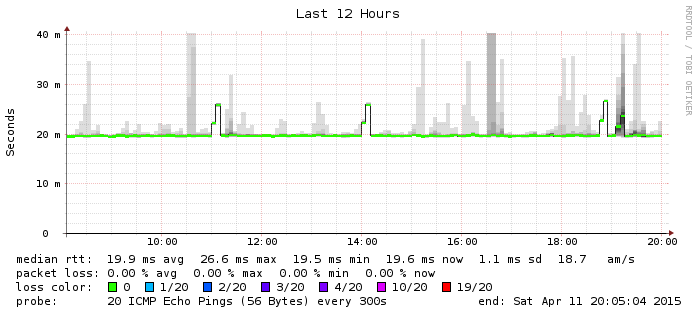 Last 12 Hours
RRDTOOL / TOBI OETIKER
Seconds
40 m
30 m
20 m
10 m
0
10:00 12:00 14:00 16:00 18:00 20:00
median rtt: 19.9 ms avg 26.6 ms max 19.5 ms min 19.6 ms now 1.1 ms sd 18.7 am/s
packet loss: 0.00 % avg 0.00 % max 0.00 % min 0.00 % now
loss color: 0 1/20 2/20 3/20 4/20 10/20 19/20
probe: 20 ICMP Echo Pings (56 Bytes) every 300s end: Sat Apr 11 20:05:04 2015